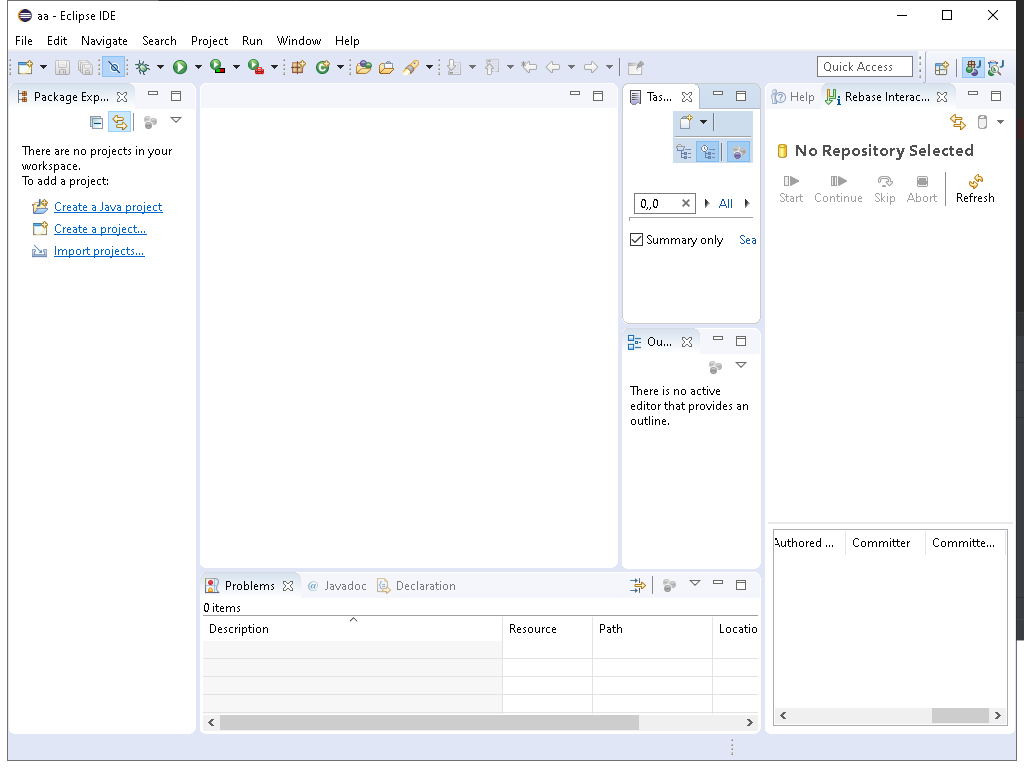 aa - Eclipse IDE
File Edit Navigate Search Project Run Window Help
Quick Access
Package Exp...
There are no projects in your
workspace.
To add a project:
Create a Java project
Create a project...
Import projects...
Tas...
0,,0
All
Summary only
Sea
Ou...
There is no active
editor that provides an
outline.
Help
Rebase Interac...
No Repository Selected
Start Continue Skip Abort Refresh
Authored ... Committer Committe...
Problems @ Javadoc Declaration
0 items
Description Resource Path Locatio